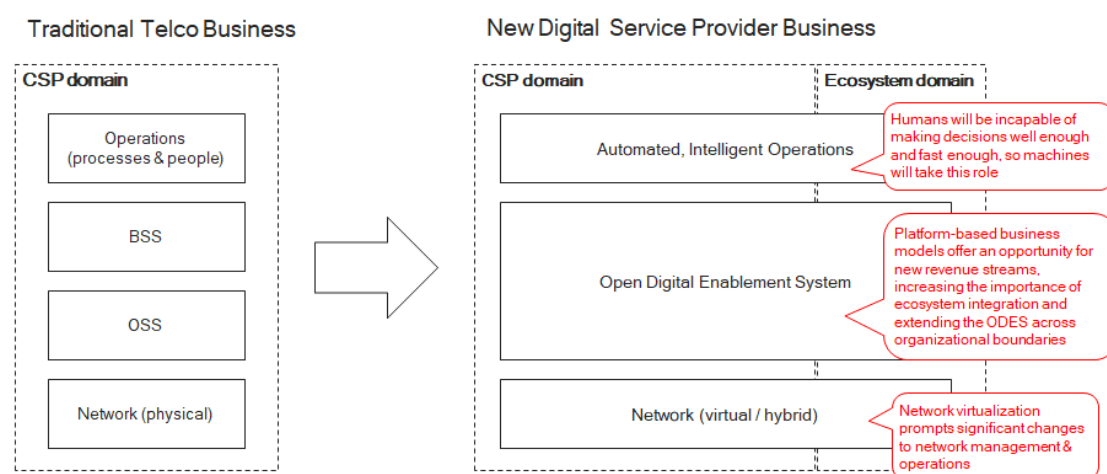 Traditional Telco Business
New Digital Service Provider Business
CSP domain
Operations
(processes & people)
BSS
OSS
Network (physical)
CSP domain
Ecosystem domain
Automated, Intelligent Operations
Humans will be incapable of
making decisions well enough
and fast enough, so machines
will take this role
Open Digital Enablement System
Platform-based business
models offer an opportunity for
new revenue streams,
increasing the importance of
ecosystem integration and
extending the ODES across
organizational boundaries
Network (virtual / hybrid)
Network virtualization
prompts significant changes
to network management &
operations